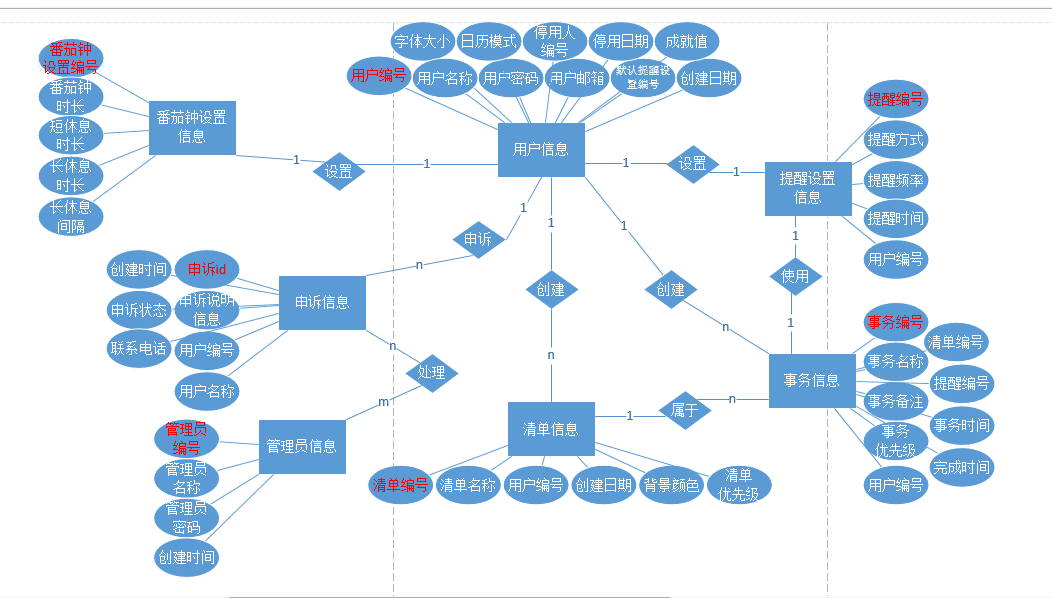 字体大小
日历模式
停用人
编号
停用日期
成就值
用户编号
用户名称
用户密码
用户邮箱
默认提醒设
置编号
创建日期
番茄钟
设置编号
番茄钟
时长
短休息
时长
长休息
时长
长休息
间隔
番茄钟设置
信息
1
设置
1
用户信息
1
设置
1
提醒设置
信息
提醒编号
提醒方式
提醒频率
提醒时间
用户编号
1
申诉
n
1
创建
n
1
创建
n
1
使用
1
创建时间
申诉id
申诉状态
申诉说明
信息
联系电话
用户编号
用户名称
申诉信息
n
处理
m
管理员信息
管理员
编号
管理员
名称
管理员
密码
创建时间
清单信息
1
属于
n
事务信息
清单编号
清单名称
用户编号
创建日期
背景颜色
清单
优先级
事务编号
清单编号
事务名称
提醒编号
事务备注
事务时间
事务
优先级
完成时间
用户编号